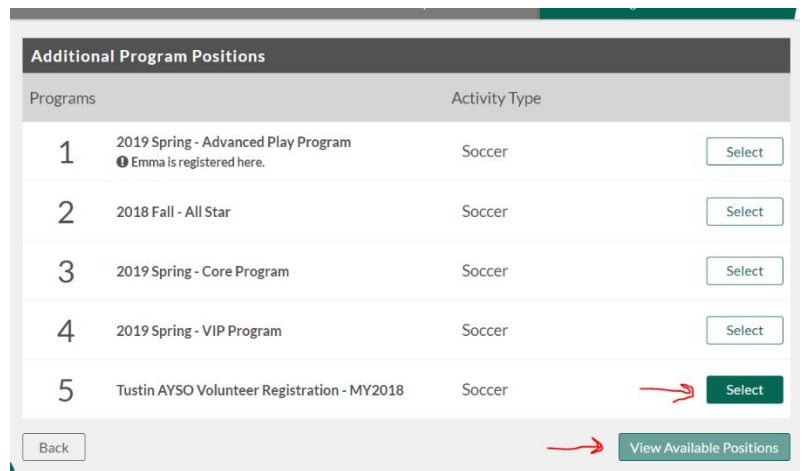 Additional Program Positions
Programs Activity Type
1 2019 Spring - Advanced Play Program Soccer Select
Emma is registered here.
2 2018 Fall - All Star Soccer Select
3 2019 Spring - Core Program Soccer Select
4 2019 Spring - VIP Program Soccer Select
5 Tustin AYSO Volunteer Registration - MY2018 Soccer Select
Back View Available Positions